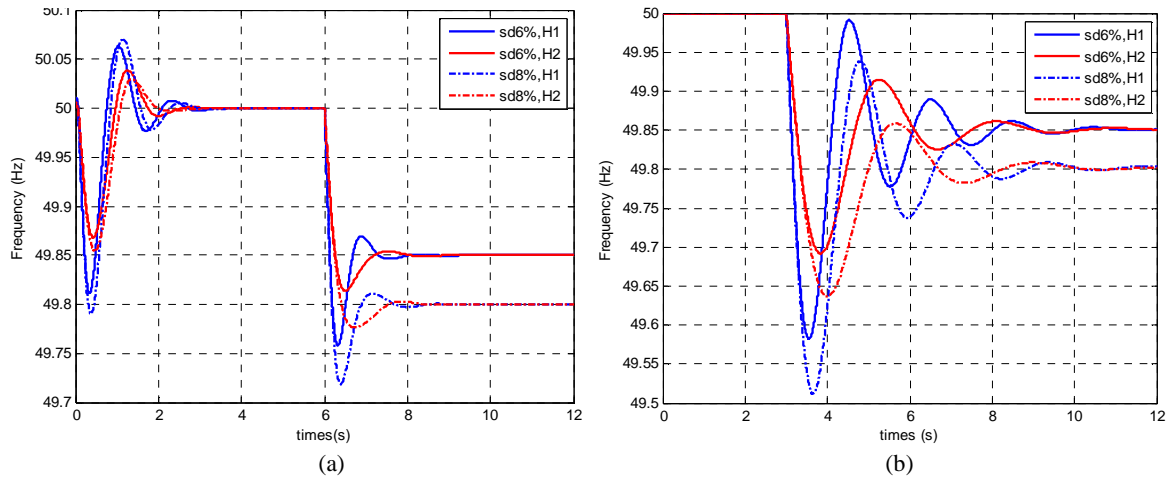 50.1
50.05
50
49.95
49.9
49.85
49.8
49.75
49.7
Frequency (Hz)
0 2 4 6 8 10 12
times(s)
sd6%,H1
sd6%,H2
sd8%,H1
sd8%,H2
(a)
50
49.95
49.9
49.85
49.8
49.75
49.7
49.65
49.6
49.55
49.5
Frequency (Hz)
0 2 4 6 8 10 12
times (s)
sd6%,H1
sd6%,H2
sd8%,H1
sd8%,H2
(b)